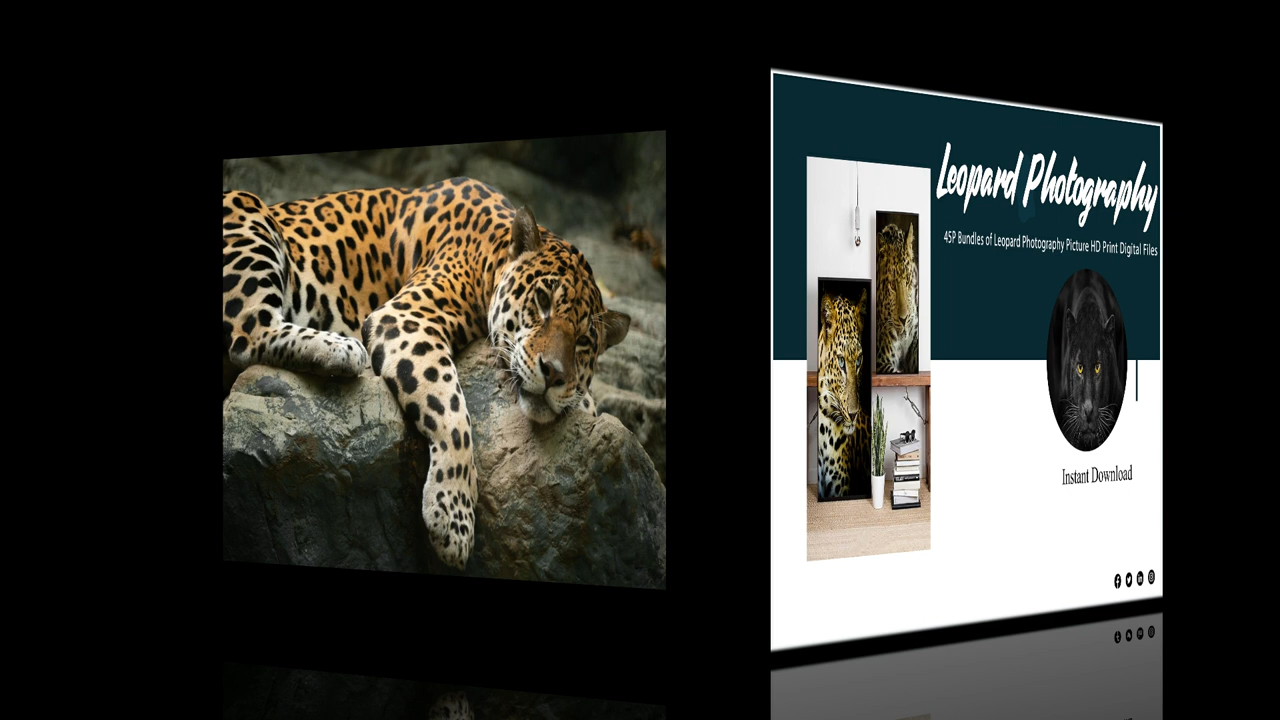 Leopard Photography
45P Bundles of Leopard Photography Picture HD Print Digital Files
Instant Download